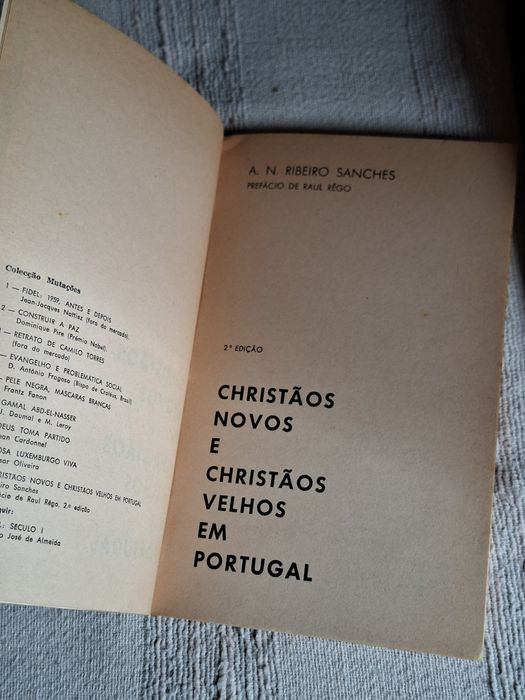 Colecção Mutações
1 — FIDEL: 1959, ANTES E DEPOIS
Jean-Jacques Nattiez (fora do mercado).
2 — CONSTRUIR A PAZ
Dominique Pire (Prémio Nobel).
— RETRATO DE CAMILO TORRES
(fora do mercado)
— EVANGELHO E PROBLEMÁTICA SOCIAL
D. António Fragoso (Bispo de Crateus, Brasil)
— PELE NEGRA, MASCARAS BRANCAS
Frantz Fanon
GAMAL ABD-EL-NASSER
J. Daumal e M. Leroy
DEUS TOMA PARTIDO
Cardonnel
ROSA LUXEMBURGO VIVA
Oliveira
CHRISTÃOS NOVOS E CHRISTÃOS VELHOS EM PORTUGAL
Sanches
de Raul Rêgo, 2.ª edição
SÉCULO I
José de Almeida
A. N. RIBEIRO SANCHES
PREFÁCIO DE RAUL RÊGO
2.ª EDIÇÃO
CHRISTÃOS
NOVOS
E
CHRISTÃOS
VELHOS
EM
PORTUGAL